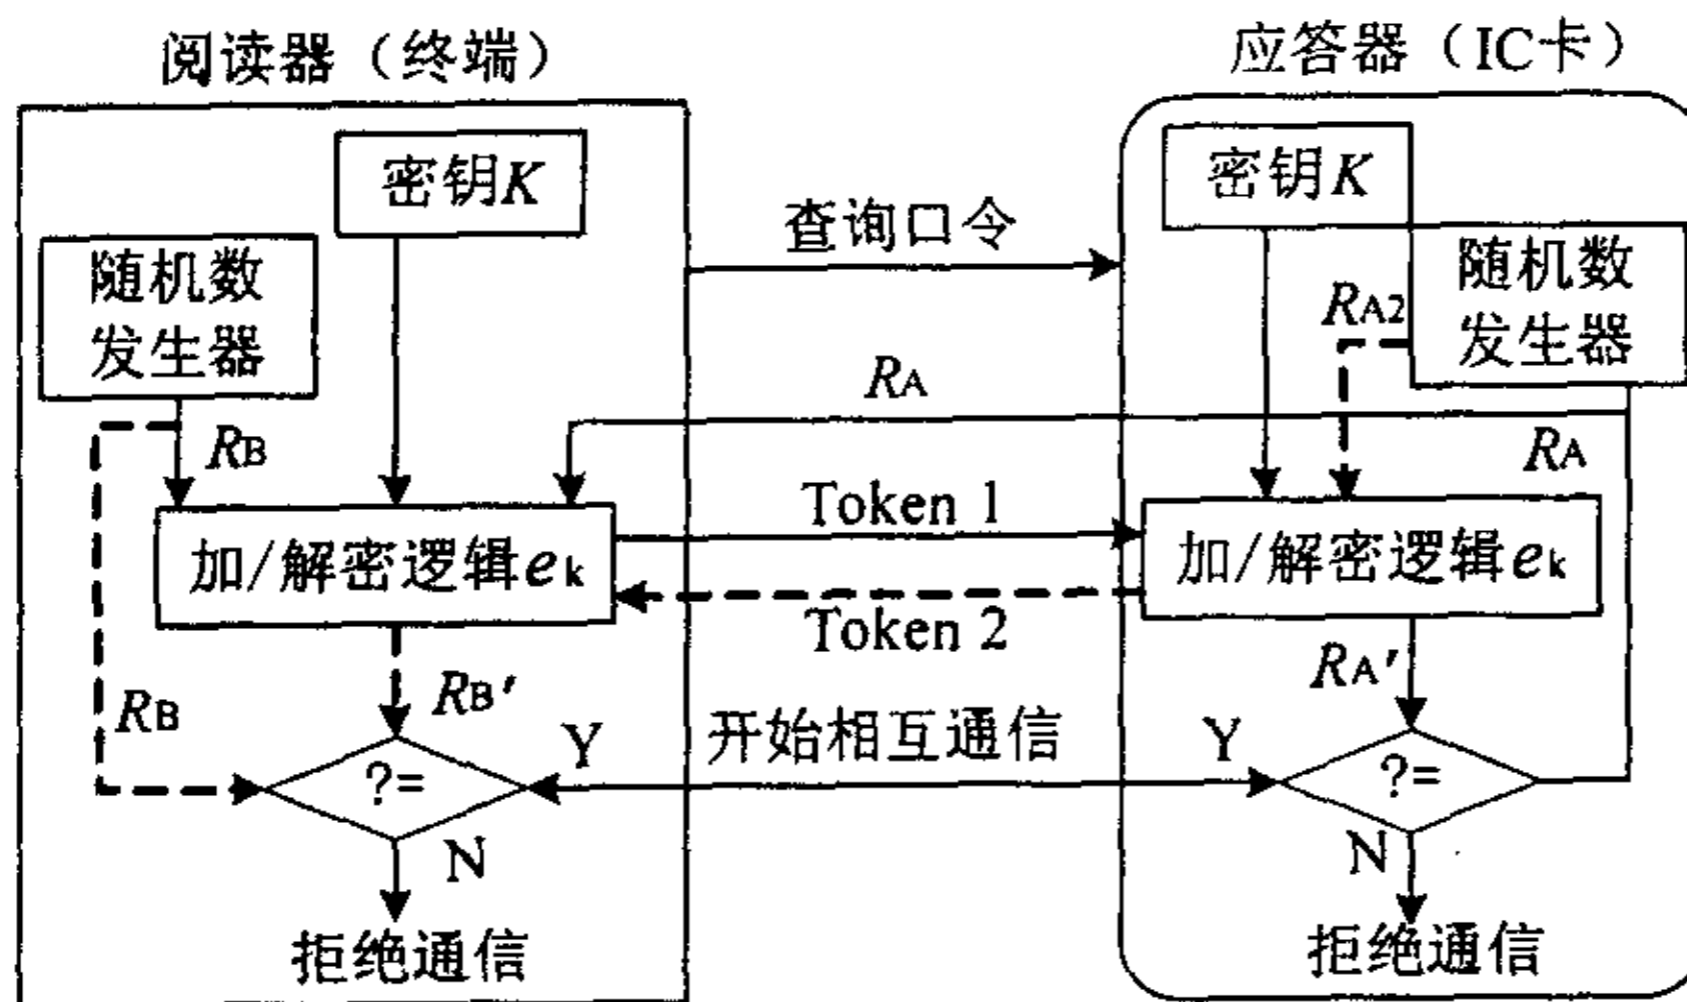 阅读器（终端）
应答器（IC卡）
密钥K
密钥K
查询口令
随机数
发生器
随机数
发生器
RA2
RA
RB
RA
Token 1
加/解密逻辑ek
加/解密逻辑ek
Token 2
RB
RB'
RA'
Y
开始相互通信
Y
?=
?=
N
N
拒绝通信
拒绝通信